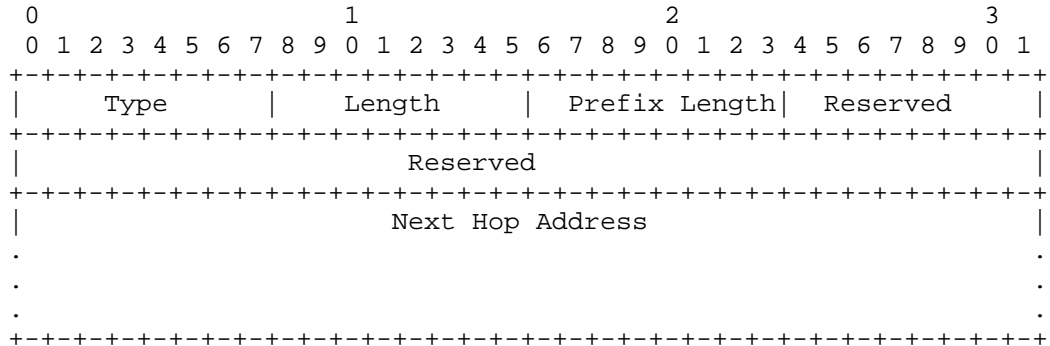 0                   1                   2                   3
 0 1 2 3 4 5 6 7 8 9 0 1 2 3 4 5 6 7 8 9 0 1 2 3 4 5 6 7 8 9 0 1
+-+-+-+-+-+-+-+-+-+-+-+-+-+-+-+-+-+-+-+-+-+-+-+-+-+-+-+-+-+-+-+-+
|     Type      |    Length     |  Prefix Length|  Reserved     |
+-+-+-+-+-+-+-+-+-+-+-+-+-+-+-+-+-+-+-+-+-+-+-+-+-+-+-+-+-+-+-+-+
|                        Reserved                               |
+-+-+-+-+-+-+-+-+-+-+-+-+-+-+-+-+-+-+-+-+-+-+-+-+-+-+-+-+-+-+-+-+
|                       Next Hop Address                        |
.                                                               .
.                                                               .
.                                                               .
+-+-+-+-+-+-+-+-+-+-+-+-+-+-+-+-+-+-+-+-+-+-+-+-+-+-+-+-+-+-+-+-+